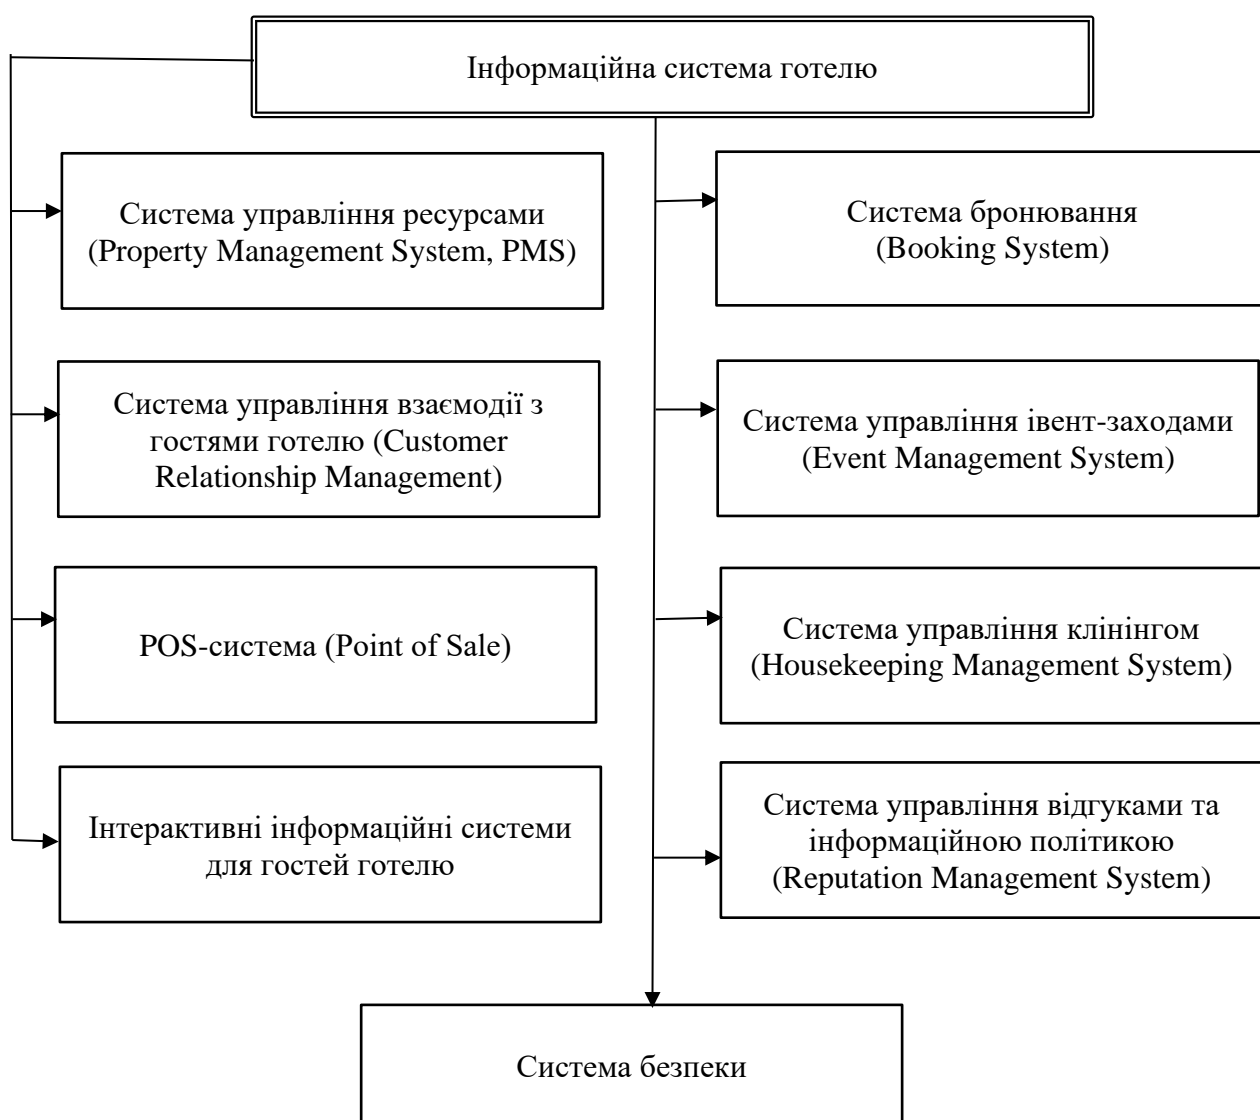 Інформаційна система готелю
Система управління ресурсами
(Property Management System, PMS)
Система бронювання
(Booking System)
Система управління взаємодії з
гостями готелю (Customer
Relationship Management)
Система управління івент-заходами
(Event Management System)
POS-система (Point of Sale)
Система управління клінінгом
(Housekeeping Management System)
Інтерактивні інформаційні системи
для гостей готелю
Система управління відгуками та
інформаційною політикою
(Reputation Management System)
Система безпеки